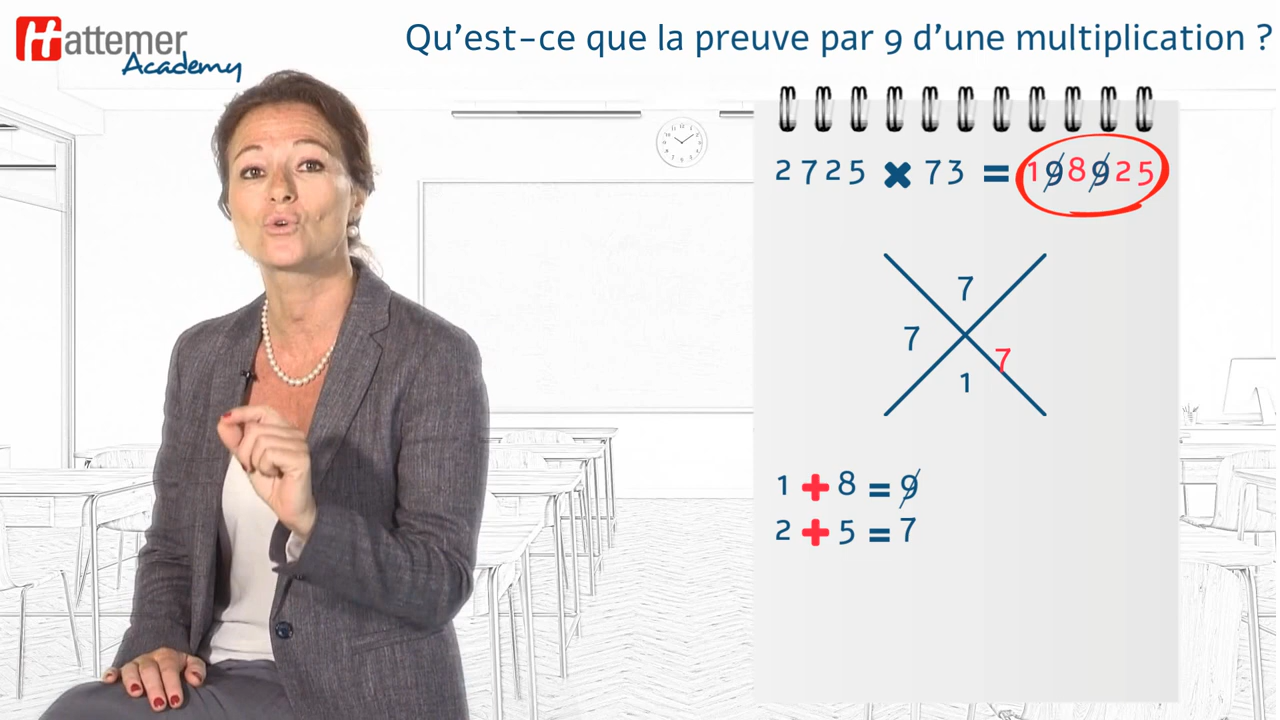 Hattemer
Academy
Qu'est-ce que la preuve par 9 d'une multiplication ?
2725 × 73 = 198925
7
7 7
1
1 + 8 = 9
2 + 5 = 7